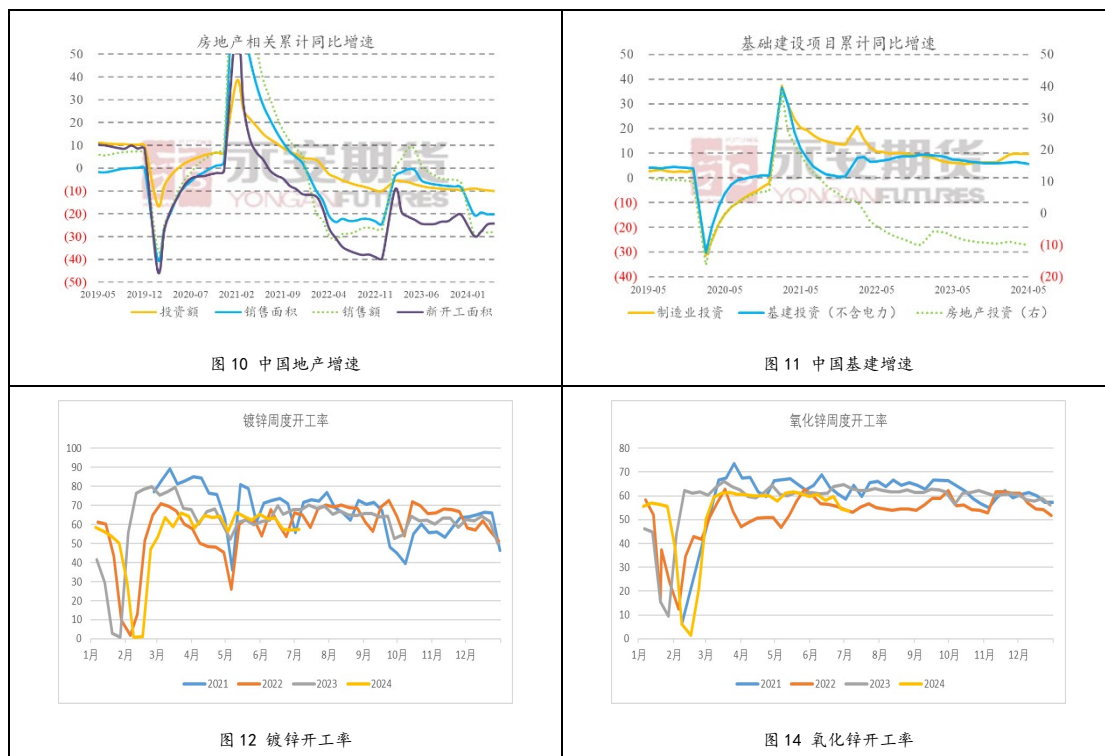 房地产相关累计同比增速
50
40
30
20
10
0
(10)
(20)
(30)
(40)
(50)
永安期货
YONGAN FUTURES
2019-05 2019-12 2020-07 2021-02 2021-09 2022-04 2022-11 2023-06 2024-01
投资额 销售面积 销售额 新开工面积
图 10 中国地产增速
基础建设项目累计同比增速
50 50
40 40
30 30
20 20
10 10
0 0
(10) (10)
(20) (20)
(30)
(40)
永安期货
YONGAN FUTURES
2019-05 2020-05 2021-05 2022-05 2023-05 2024-05
制造业投资 基建投资（不含电力） 房地产投资（右）
图 11 中国基建增速
镀锌周度开工率
100
90
80
70
60
50
40
30
20
10
0
1月 2月 3月 4月 5月 6月 7月 8月 9月 10月 11月 12月
2021 2022 2023 2024
图 12 镀锌开工率
氧化锌周度开工率
80
70
60
50
40
30
20
10
0
1月 2月 3月 4月 5月 6月 7月 8月 9月 10月 11月 12月
2021 2022 2023 2024
图 14 氧化锌开工率